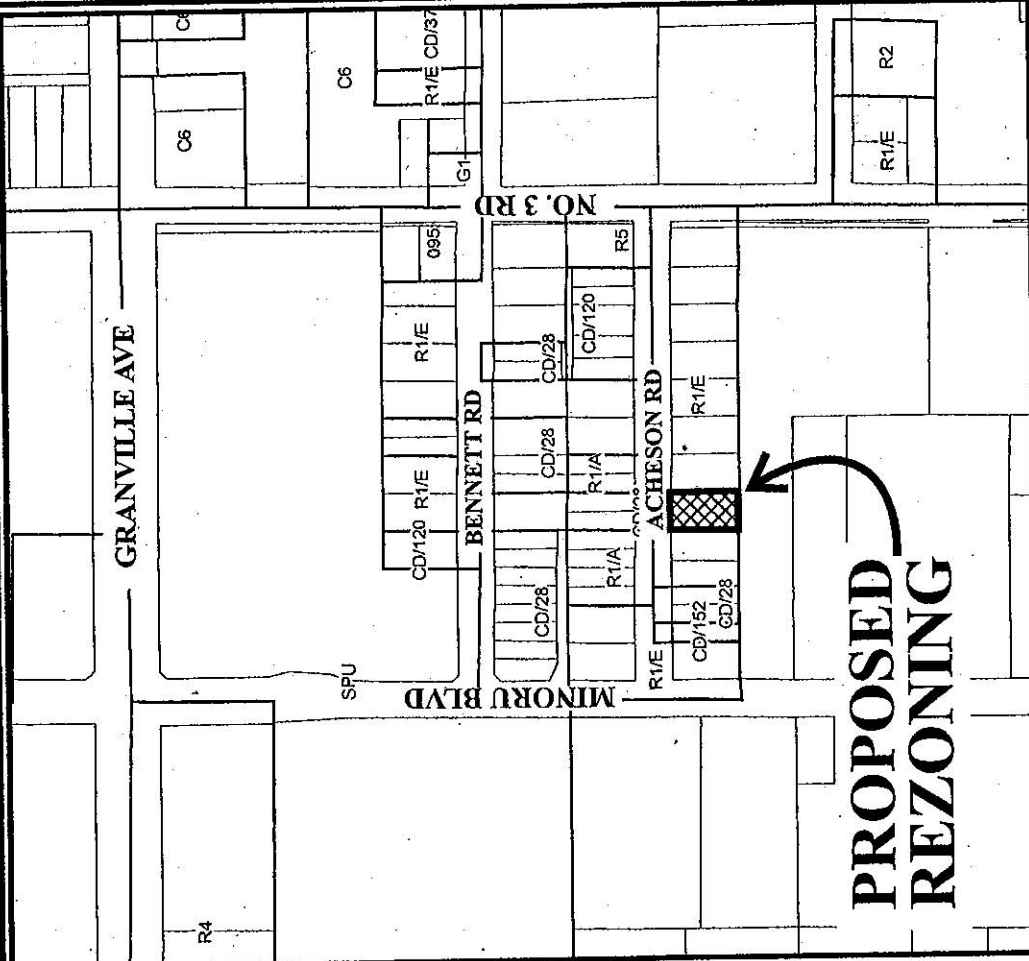 C6
CD/37
R1/E
C6
C6
G1
R2
R1/E
NO. 3 RD
GRANVILLE AVE
095
R1/E
R1/E
CD/120
BENNETT RD
CD/28
CD/28
CD/28
R5
CD/120
R1/A
R1/A
ACHESON RD
R1/E
R1/E
CD/152
CD/28
SPU
MINORU BLVD
R4
PROPOSED
REZONING